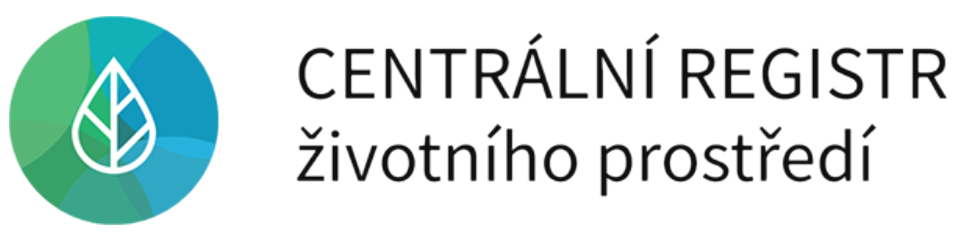 CENTRÁLNÍ REGISTR
životního prostředí